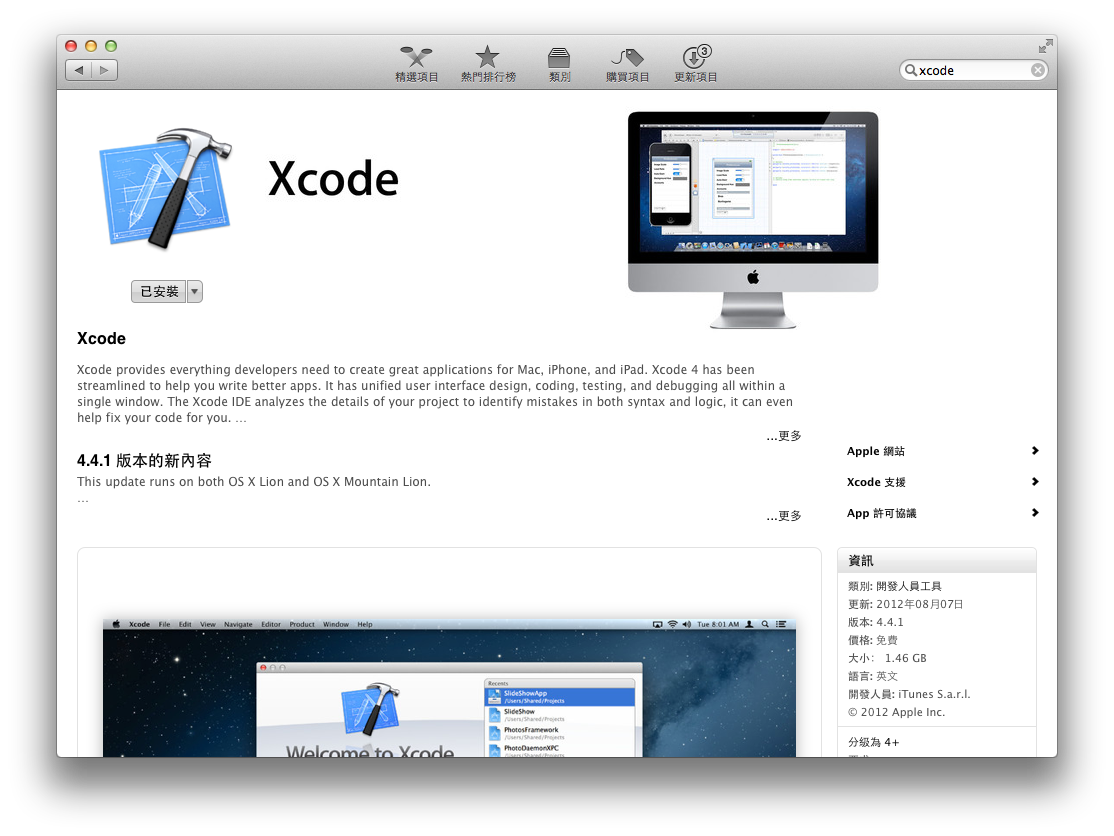 精選項目
熱門排行榜
類別
購買項目
更新項目
3
xcode
Xcode
已安裝
Xcode
Xcode provides everything developers need to create great applications for Mac, iPhone, and iPad. Xcode 4 has been
streamlined to help you write better apps. It has unified user interface design, coding, testing, and debugging all within a
single window. The Xcode IDE analyzes the details of your project to identify mistakes in both syntax and logic, it can even
help fix your code for you. …
...更多
4.4.1 版本的新內容
This update runs on both OS X Lion and OS X Mountain Lion.
…
...更多
Apple 網站
Xcode 支援
App 許可協議
Xcode File Edit View Navigate Editor Product Window Help
Tue 8:01 AM
Welcome to Xcode
Recents
SlideShowApp
/Users/Shared/Projects
SlideShow
/Users/Shared/Projects
PhotosFramework
/Users/Shared/Projects
PhotoDaemonXPC
/Users/Shared/Projects
資訊
類別: 開發人員工具
更新: 2012年08月07日
版本: 4.4.1
價格: 免費
大小： 1.46 GB
語言: 英文
開發人員: iTunes S.a.r.l.
© 2012 Apple Inc.
分級為 4+